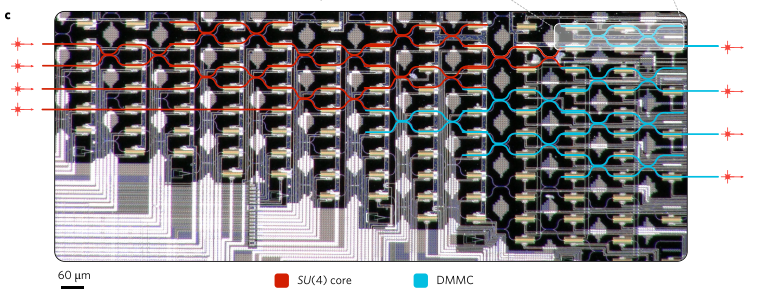 c
60 μm
SU(4) core
DMMC